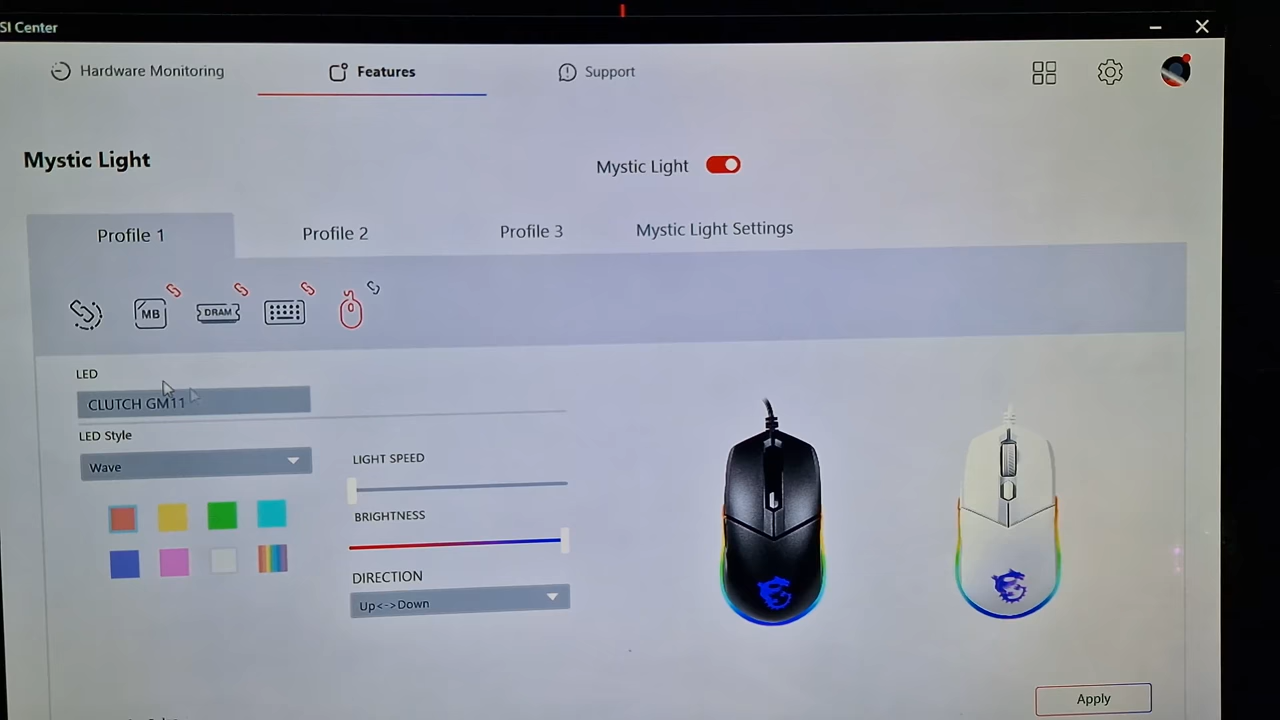 SI Center
Hardware Monitoring
Features
Support
Mystic Light
Mystic Light
Profile 1
Profile 2
Profile 3
Mystic Light Settings
MB
DRAM
LED
CLUTCH GM11
LED Style
Wave
LIGHT SPEED
BRIGHTNESS
DIRECTION
Up<->Down
Apply